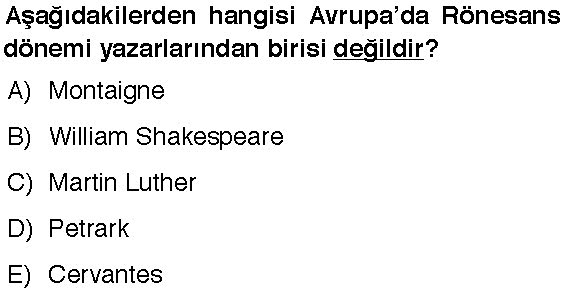 Aşağıdakilerden hangisi Avrupa’da Rönesans
dönemi yazarlarından birisi değildir?
A) Montaigne
B) William Shakespeare
C) Martin Luther
D) Petrark
E) Cervantes